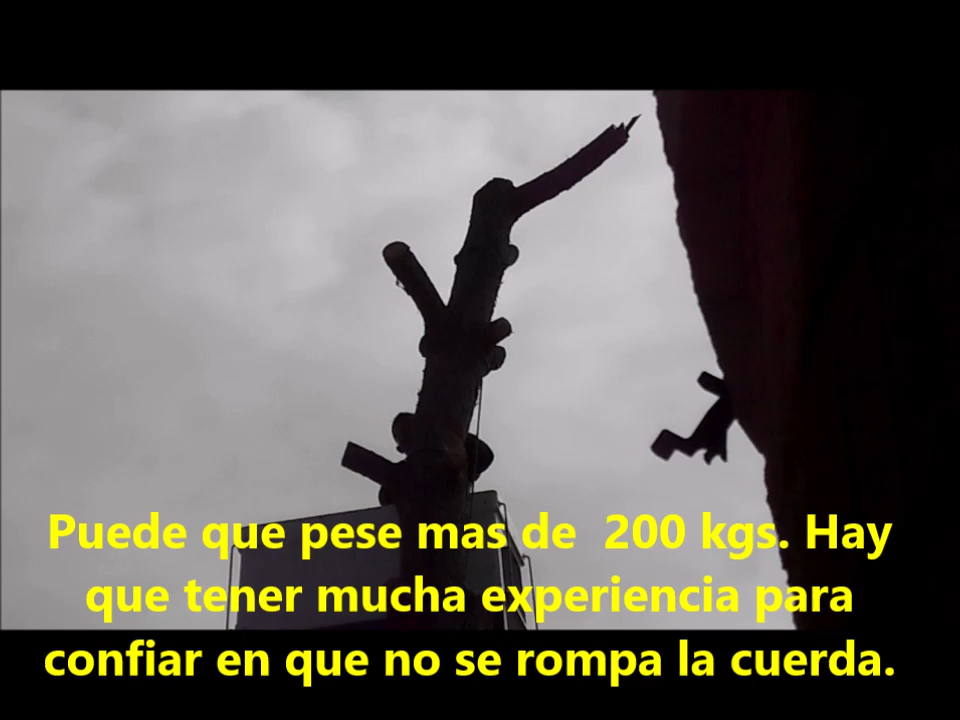 Puede que pese mas de  200 kgs. Hay
que tener mucha experiencia para
confiar en que no se rompa la cuerda.